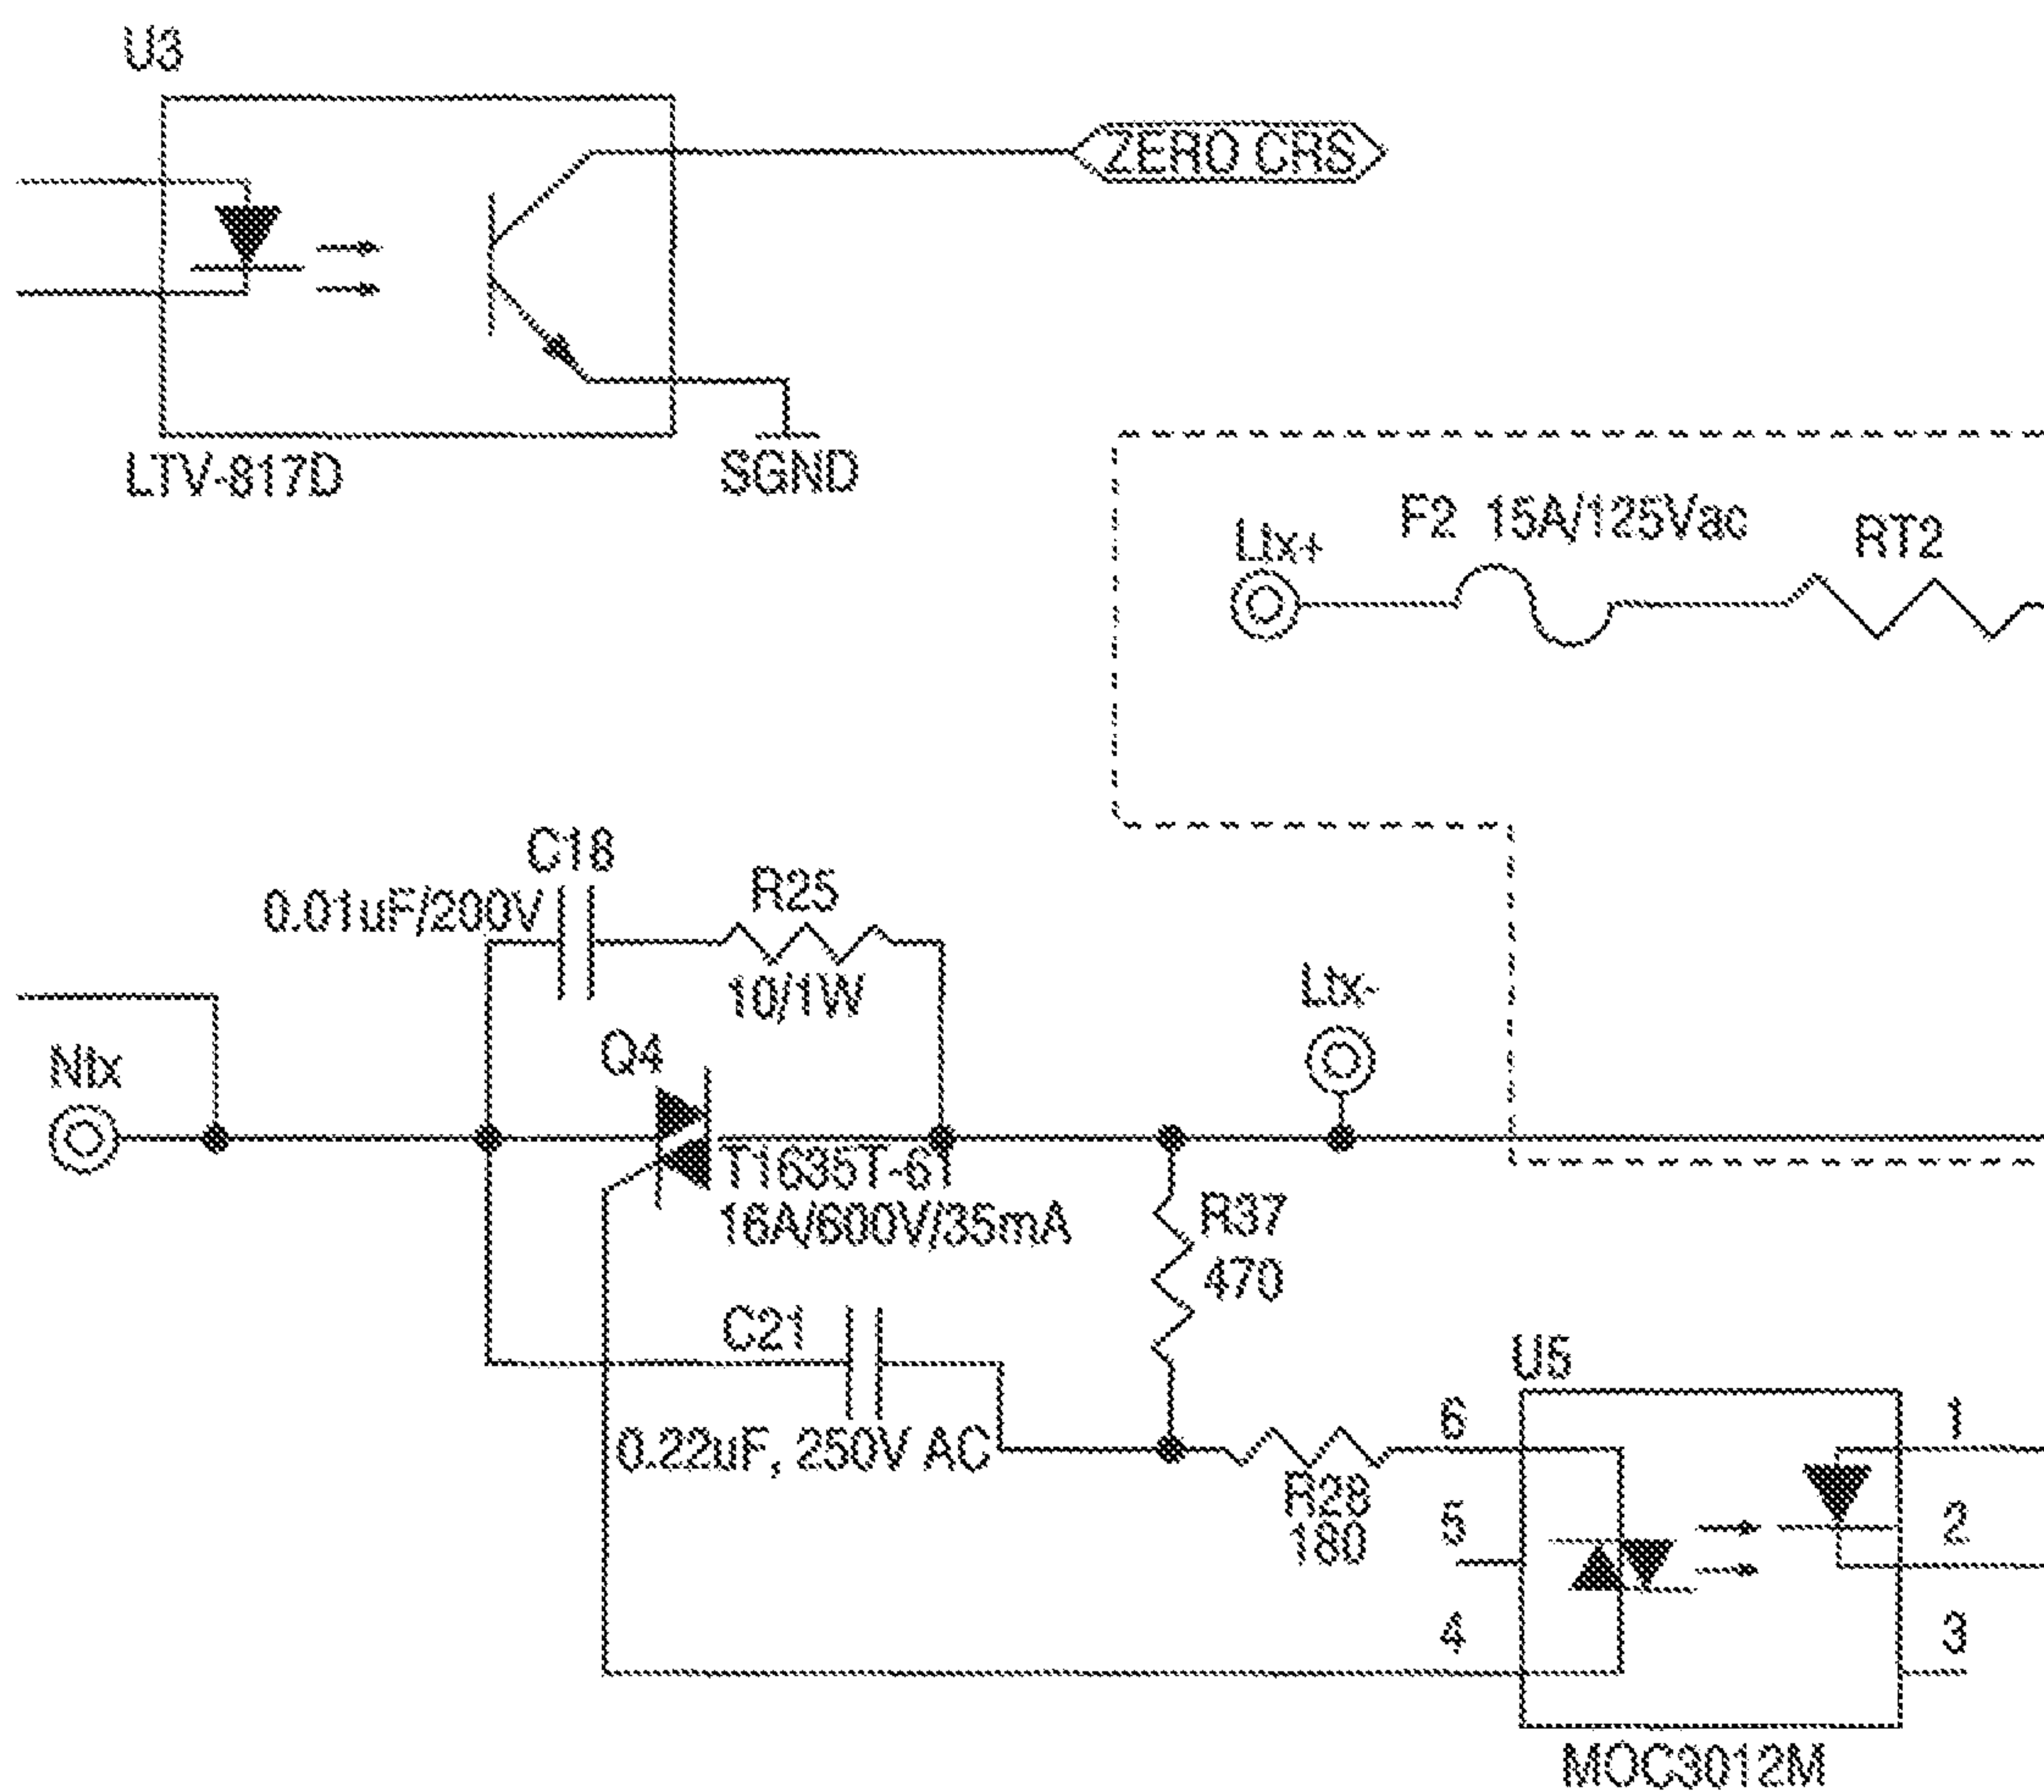 U3
ZERO CRS
LTV-817D
SGND
F2 15A/125Vac
Ltx+
RT2
C18
0.01uF/200V
R25
10/1W
Ltx-
Q4
Ntx
T1635T-6T
16A/600V/35mA
R37
470
C21
0.22uF, 250V AC
U5
6
1
R28
180
5
2
4
3
MOC3012M